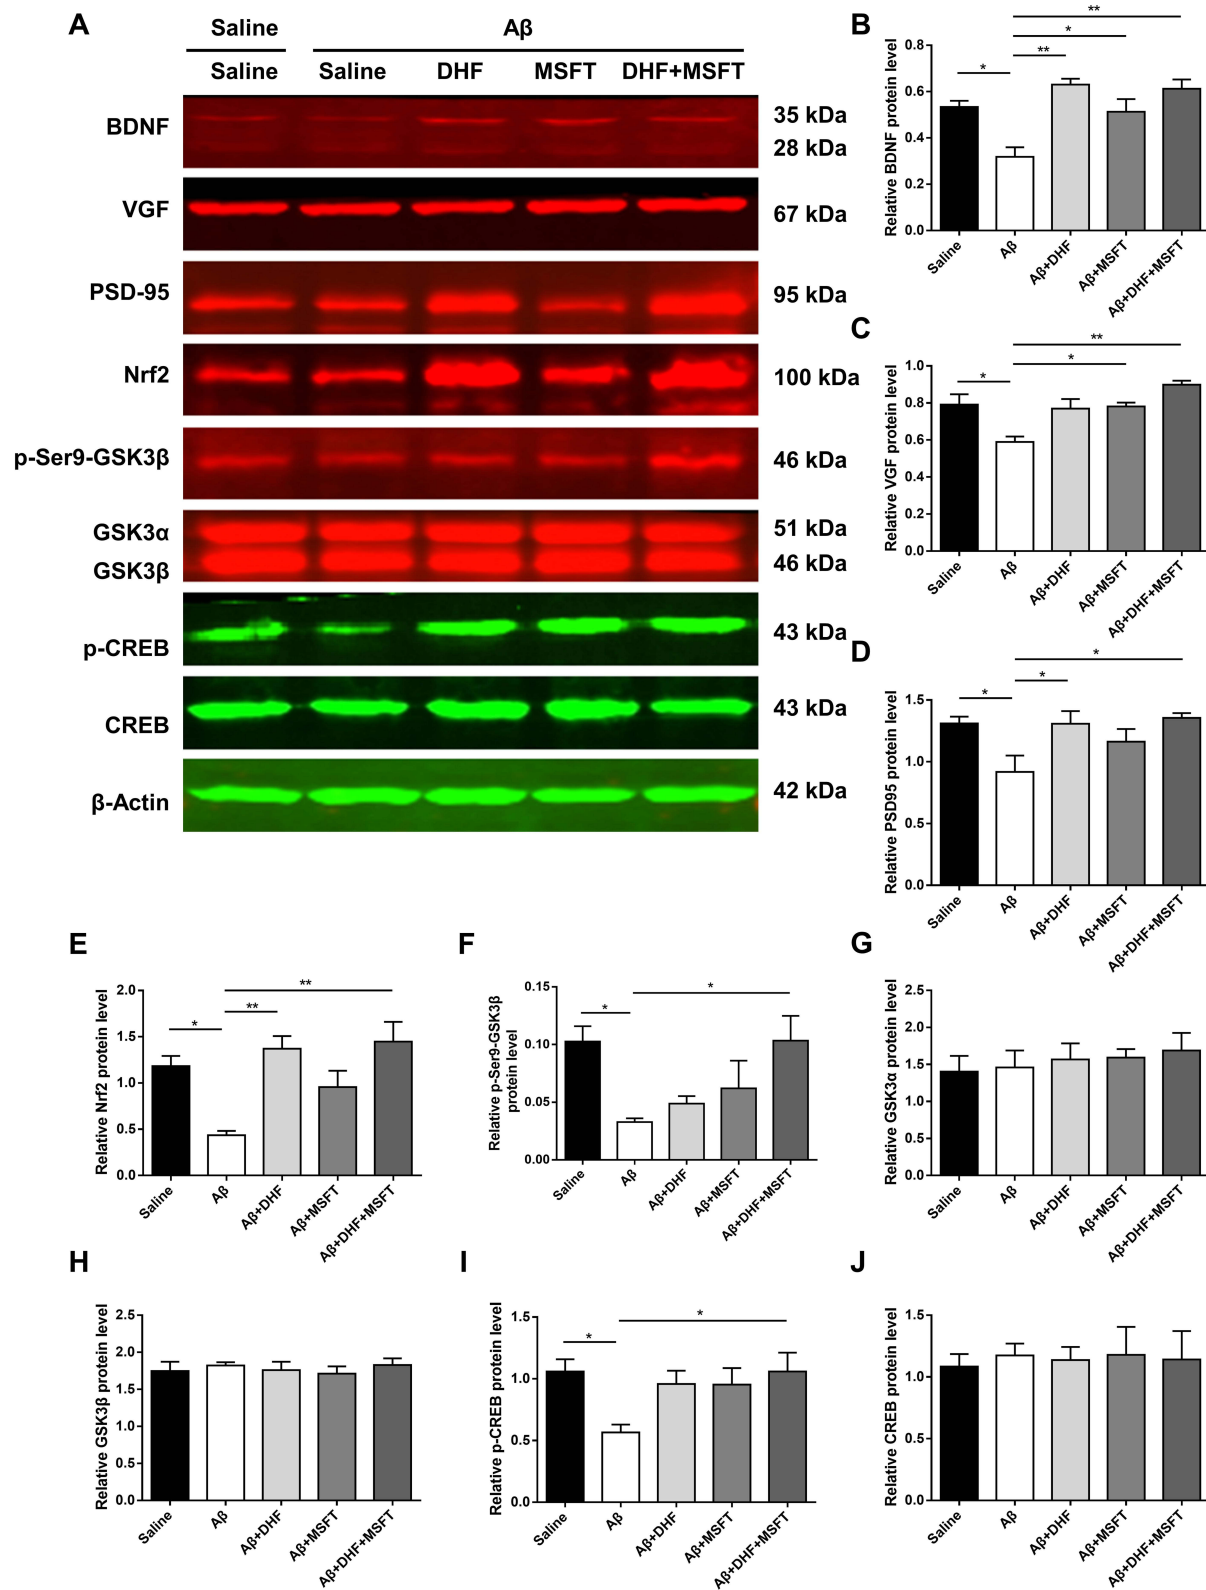 A
Saline
Aβ
Saline
Saline
DHF
MSFT
DHF+MSFT
BDNF
35 kDa
28 kDa
VGF
67 kDa
PSD-95
95 kDa
Nrf2
100 kDa
p-Ser9-GSK3β
46 kDa
GSK3α
51 kDa
GSK3β
46 kDa
p-CREB
43 kDa
CREB
43 kDa
β-Actin
42 kDa
B
Relative BDNF protein level
0.8
0.6
0.4
0.2
0.0
*
**
*
**
Saline
Aβ
Aβ+DHF
Aβ+MSFT
Aβ+DHF+MSFT
C
Relative VGF protein level
1.0
0.8
0.6
0.4
0.2
0.0
*
*
**
Saline
Aβ
Aβ+DHF
Aβ+MSFT
Aβ+DHF+MSFT
D
Relative PSD95 protein level
1.5
1.0
0.5
0.0
*
*
*
Saline
Aβ
Aβ+DHF
Aβ+MSFT
Aβ+DHF+MSFT
E
Relative Nrf2 protein level
2.0
1.5
1.0
0.5
0.0
*
**
**
Saline
Aβ
Aβ+DHF
Aβ+MSFT
Aβ+DHF+MSFT
F
Relative p-Ser9-GSK3β
protein level
0.15
0.10
0.05
0.00
*
*
Saline
Aβ
Aβ+DHF
Aβ+MSFT
Aβ+DHF+MSFT
G
Relative GSK3α protein level
2.5
2.0
1.5
1.0
0.5
0.0
Saline
Aβ
Aβ+DHF
Aβ+MSFT
Aβ+DHF+MSFT
H
Relative GSK3β protein level
2.5
2.0
1.5
1.0
0.5
0.0
Saline
Aβ
Aβ+DHF
Aβ+MSFT
Aβ+DHF+MSFT
I
Relative p-CREB protein level
1.5
1.0
0.5
0.0
*
*
Saline
Aβ
Aβ+DHF
Aβ+MSFT
Aβ+DHF+MSFT
J
Relative CREB protein level
1.5
1.0
0.5
0.0
Saline
Aβ
Aβ+DHF
Aβ+MSFT
Aβ+DHF+MSFT